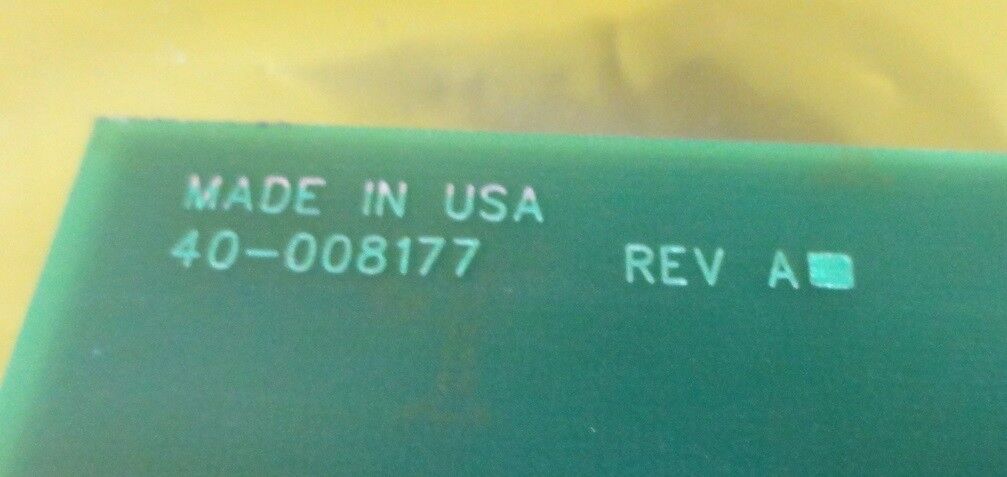 MADE IN USA
40-008177 REV A